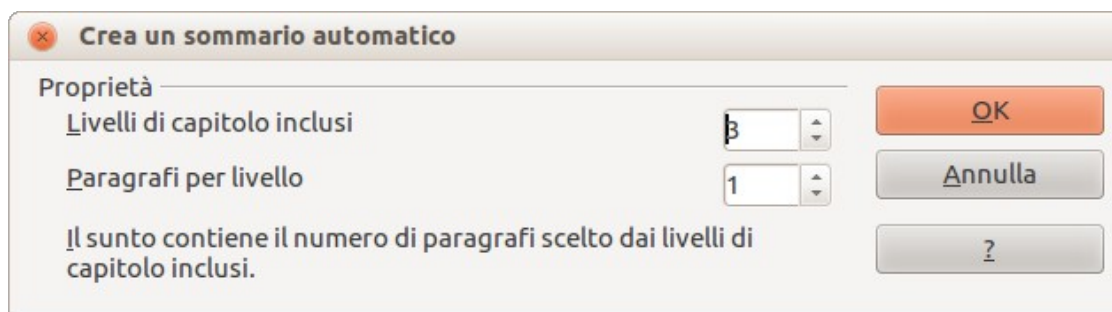 Crea un sommario automatico
Proprietà
Livelli di capitolo inclusi
3
OK
Paragrafi per livello
1
Annulla
Il sunto contiene il numero di paragrafi scelto dai livelli di
capitolo inclusi.
?